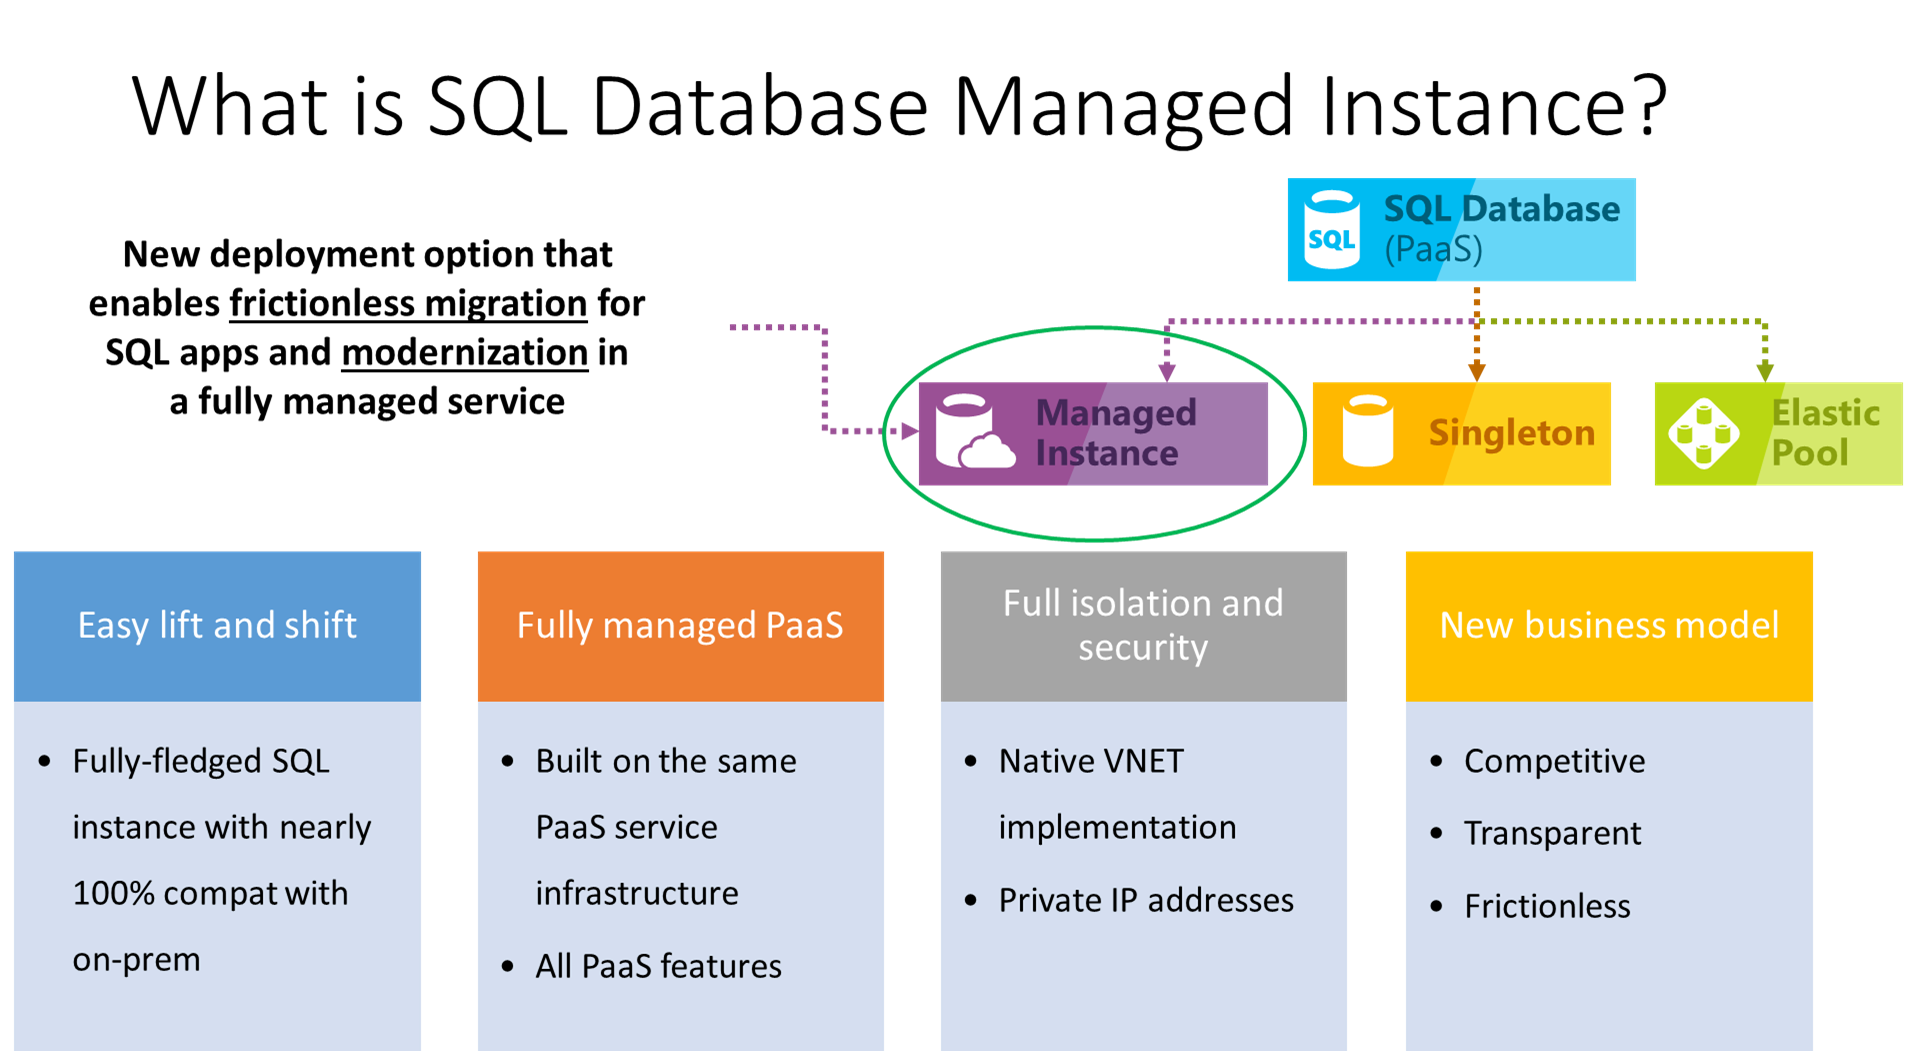 What is SQL Database Managed Instance?
New deployment option that
enables frictionless migration for
SQL apps and modernization in
a fully managed service
SQL
SQL Database
(PaaS)
Managed
Instance
Singleton
Elastic
Pool
Easy lift and shift
• Fully-fledged SQL
instance with nearly
100% compat with
on-prem
Fully managed PaaS
• Built on the same
PaaS service
infrastructure
• All PaaS features
Full isolation and
security
• Native VNET
implementation
• Private IP addresses
New business model
• Competitive
• Transparent
• Frictionless